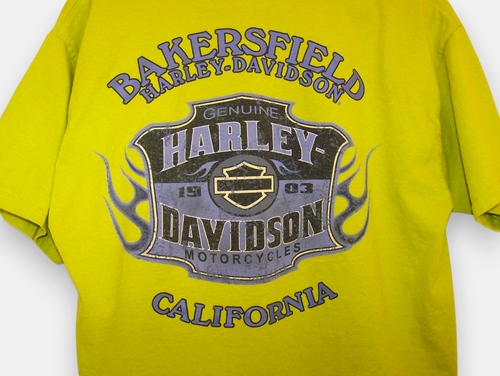 BAKERSFIELD
HARLEY-DAVIDSON
GENUINE
HARLEY-
19 03
DAVIDSON
MOTORCYCLES
CALIFORNIA